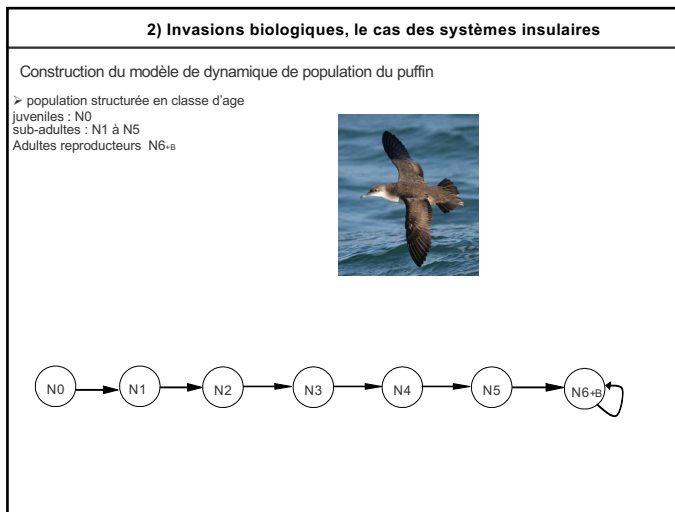 2) Invasions biologiques, le cas des systèmes insulaires
Construction du modèle de dynamique de population du puffin
➢ population structurée en classe d'age
juveniles : N0
sub-adultes : N1 à N5
Adultes reproducteurs N6+B
N0 N1 N2 N3 N4 N5 N6+B